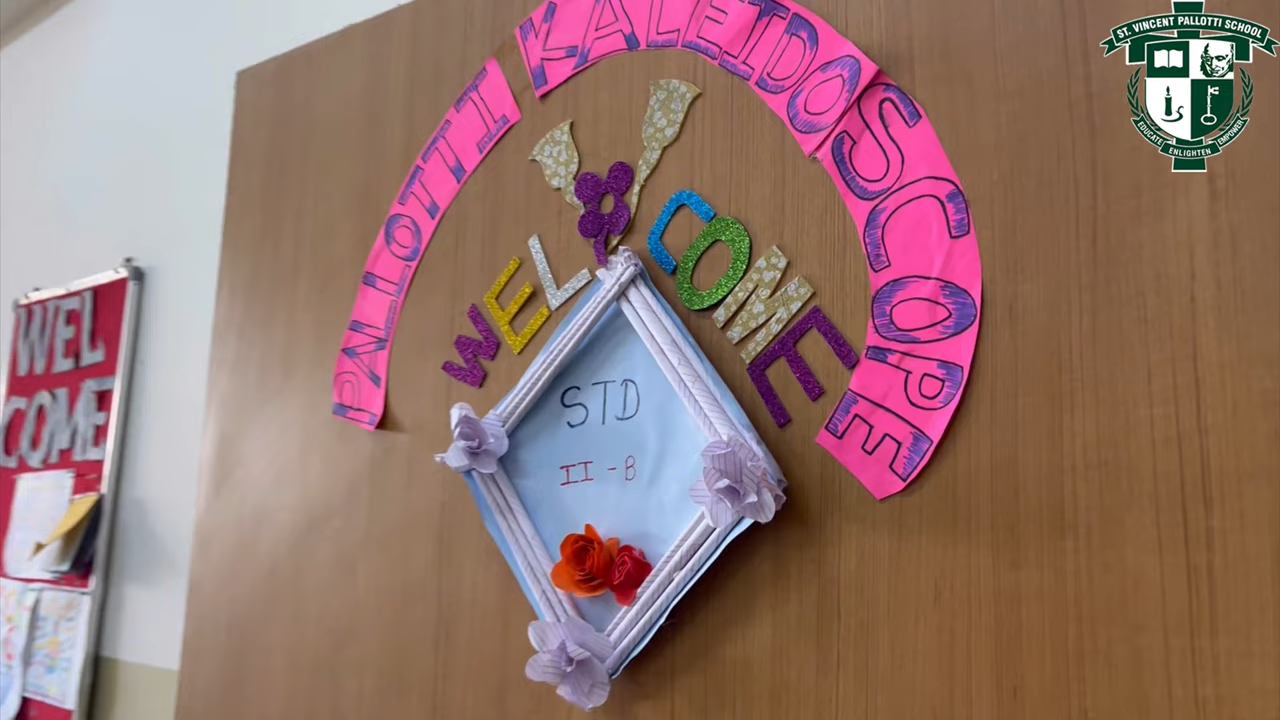 PALLOTTI KALEIDOSCOPE
WELCOME
STD
II - B
WEL
COME
ST. VINCENT PALLOTTI SCHOOL
EDUCATE ENLIGHTEN EMPOWER